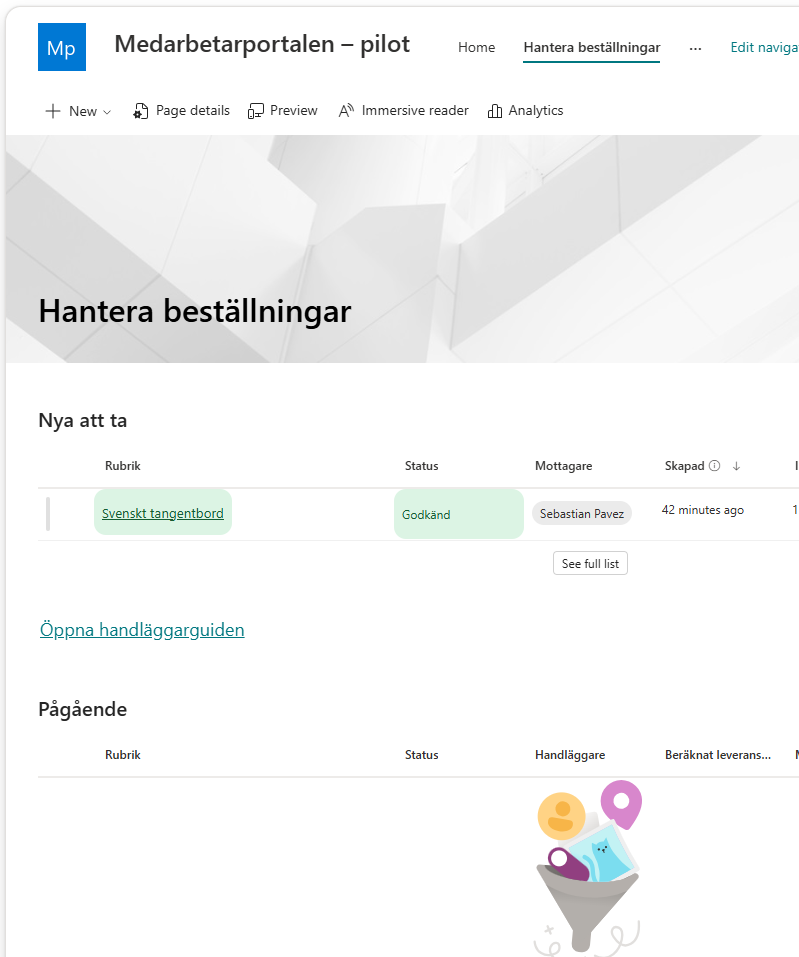 Mp
Medarbetarportalen – pilot
Home
Hantera beställningar
...
Edit naviga
New
Page details
Preview
Immersive reader
Analytics
Hantera beställningar
Nya att ta
Rubrik
Status
Mottagare
Skapad
Svenskt tangentbord
Godkänd
Sebastian Pavez
42 minutes ago
1
See full list
Öppna handläggarguiden
Pågående
Rubrik
Status
Handläggare
Beräknat leverans...